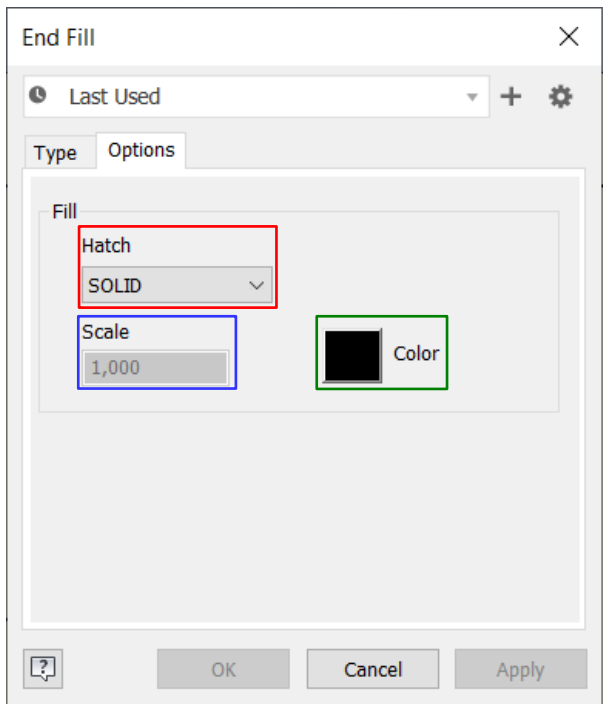 End Fill
Last Used
Type Options
Fill
Hatch
SOLID
Scale
1,000
Color
OK Cancel Apply